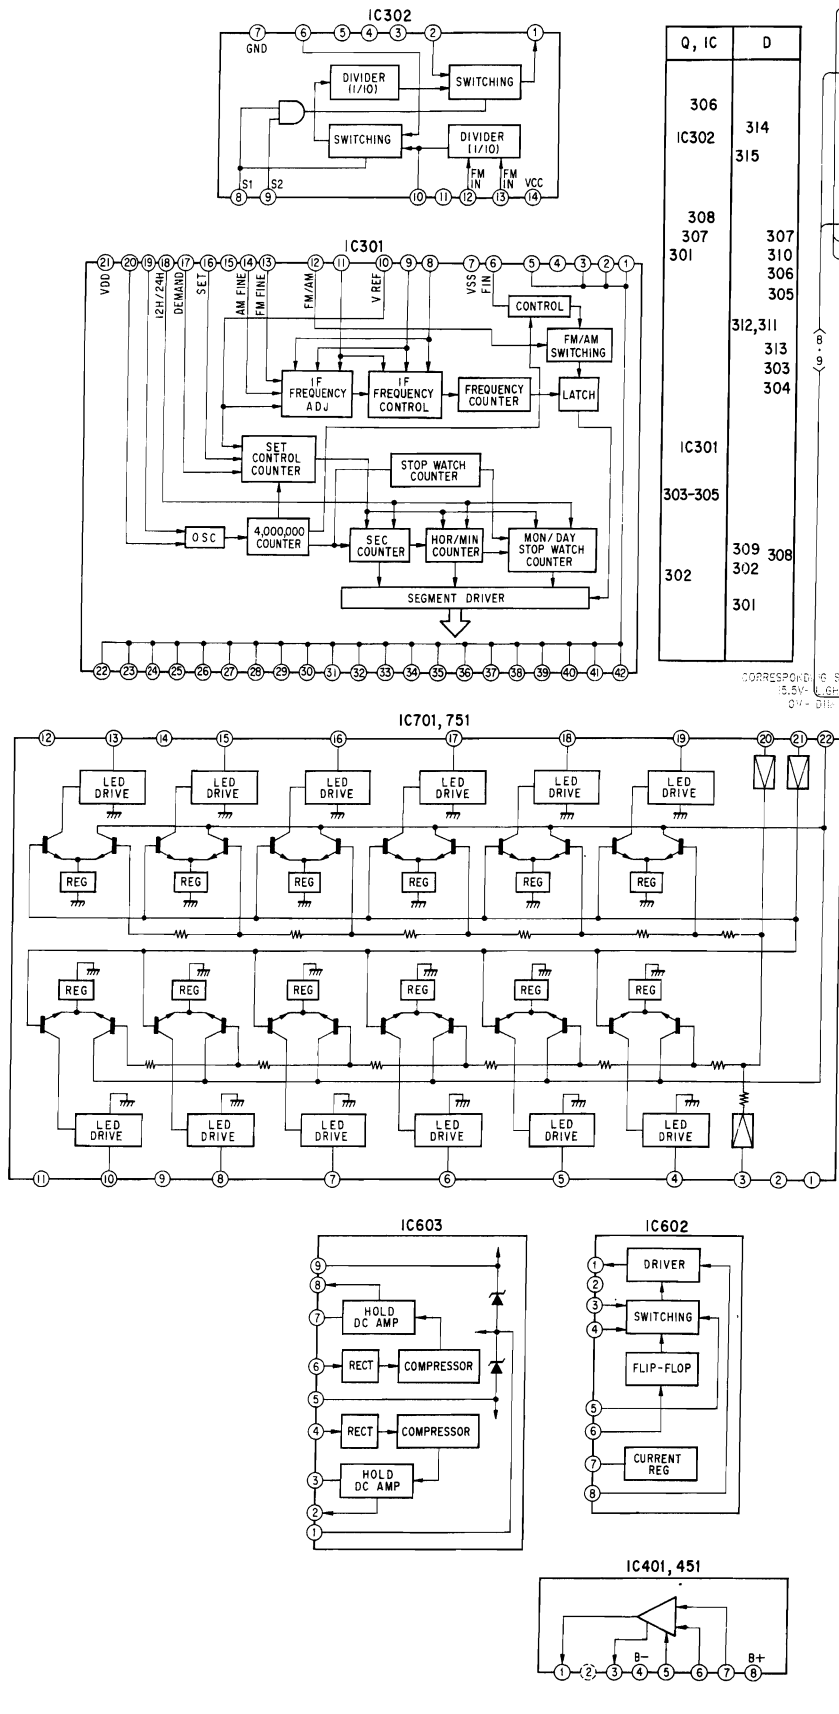 IC302
7 6 5 4 3 2 1
GND
DIVIDER
(1/10)
SWITCHING
SWITCHING
DIVIDER
(1/10)
S1 S2
FM
IN
FM
IN
VCC
8 9 10 11 12 13 14
Q, IC D
306
314
IC302
315
308
307 307
301 310
306
305
312,311
313
303
304
IC301
303-305
309 308
302
302
301
8
9
IC301
21 20 19 18 17 16 15 14 13 12 11 10 9 8 7 6 5 4 3 2 1
VDD
12H/24H
DEMAND
SET
AM FINE
FM FINE
FM/AM
V REF
VSS
FIN
CONTROL
FM/AM
SWITCHING
IF
FREQUENCY
ADJ
IF
FREQUENCY
CONTROL
FREQUENCY
COUNTER
LATCH
SET
CONTROL
COUNTER
STOP WATCH
COUNTER
OSC
4,000,000
COUNTER
SEC
COUNTER
HOR/MIN
COUNTER
MON/DAY
STOP WATCH
COUNTER
SEGMENT DRIVER
22 23 24 25 26 27 28 29 30 31 32 33 34 35 36 37 38 39 40 41 42
IC701, 751
12 13 14 15 16 17 18 19 20 21 22
LED
DRIVE
LED
DRIVE
LED
DRIVE
LED
DRIVE
LED
DRIVE
LED
DRIVE
REG REG REG REG REG REG
REG REG REG REG REG REG
LED
DRIVE
LED
DRIVE
LED
DRIVE
LED
DRIVE
LED
DRIVE
LED
DRIVE
11 10 9 8 7 6 5 4 3 2 1
IC603
9
8
7
HOLD
DC AMP
6
RECT
COMPRESSOR
5
4
RECT
COMPRESSOR
3
HOLD
DC AMP
2
1
IC602
1
DRIVER
2
3
SWITCHING
4
FLIP-FLOP
5
6
7
CURRENT
REG
8
IC401, 451
B- B+
1 2 3 4 5 6 7 8